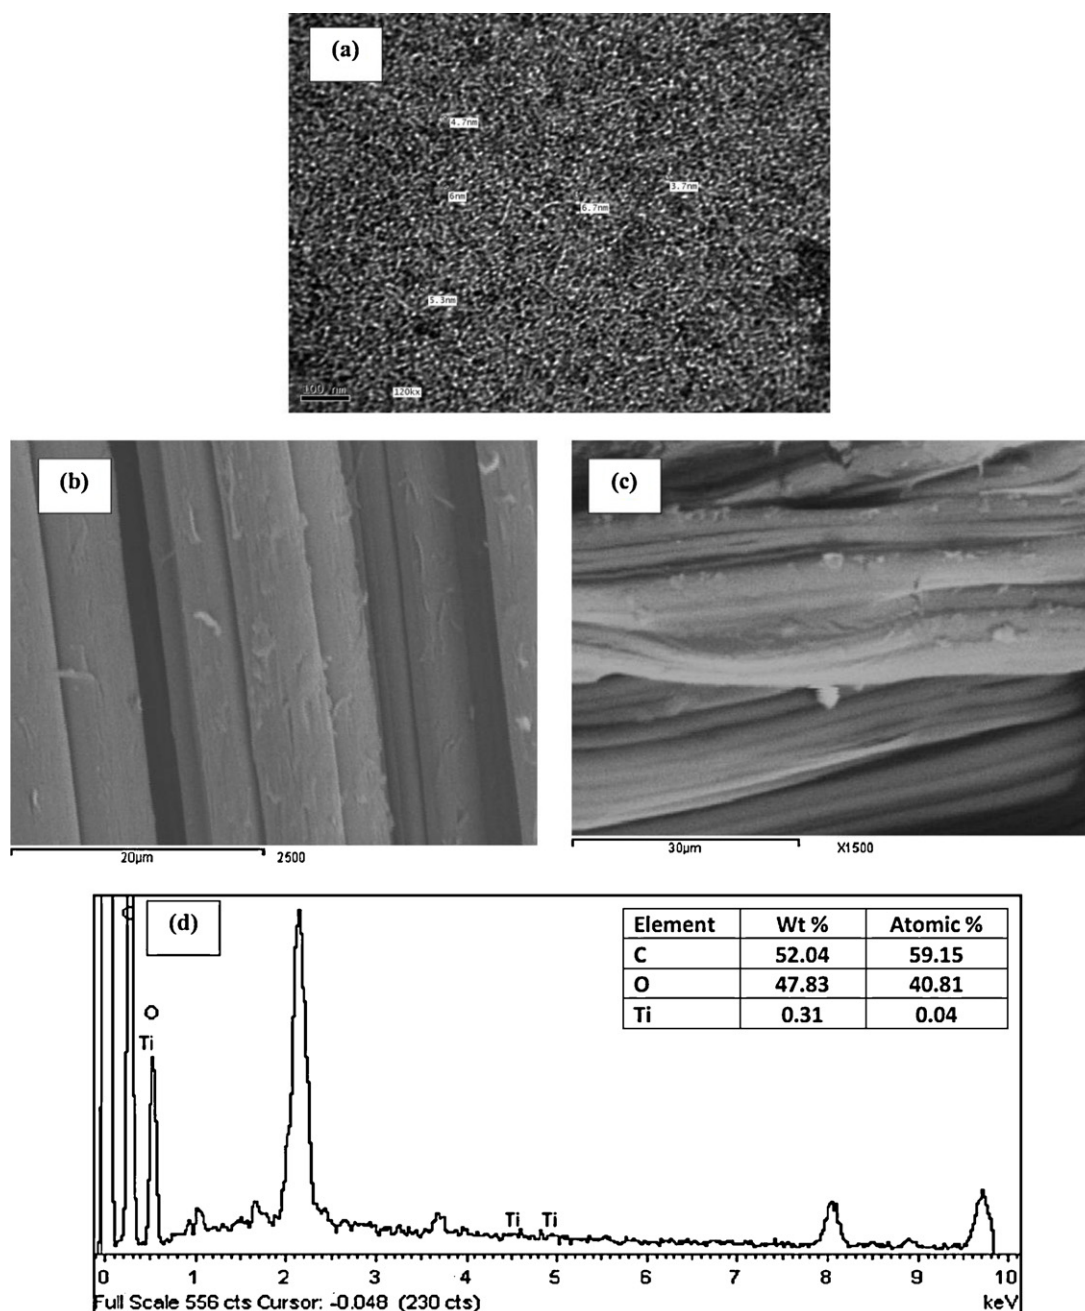 (a)
4.7nm
3.7nm
6nm
6.7nm
5.3nm
100 nm
120kx
(b)
(c)
20µm 2500
30µm X1500
(d)
C
O
Ti
Element Wt % Atomic %
C 52.04 59.15
O 47.83 40.81
Ti 0.31 0.04
Ti Ti
0 1 2 3 4 5 6 7 8 9 10
Full Scale 556 cts Cursor: -0.048 (230 cts) keV